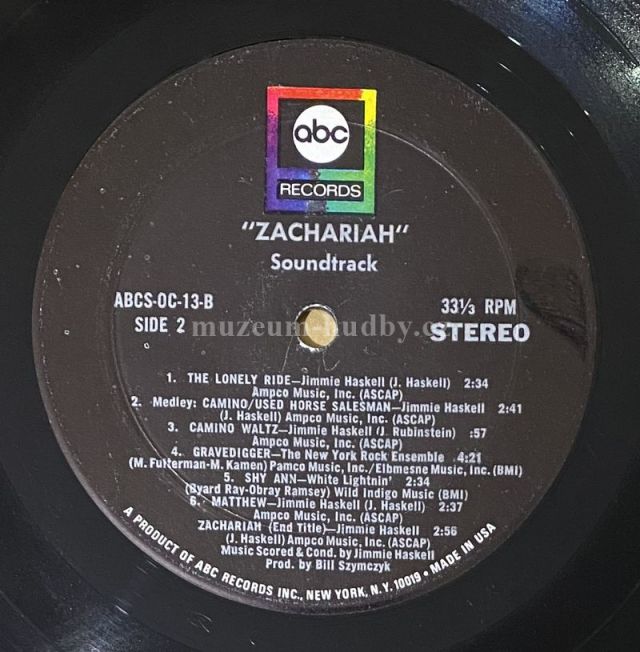 abc
RECORDS
"ZACHARIAH"
Soundtrack
ABCS-OC-13-B 33⅓ RPM
SIDE 2 STEREO
1. THE LONELY RIDE—Jimmie Haskell (J. Haskell) 2:34
Ampco Music, Inc. (ASCAP)
2. Medley: CAMINO/USED HORSE SALESMAN—Jimmie Haskell 2:41
(J. Haskell) Ampco Music, Inc. (ASCAP)
3. CAMINO WALTZ—Jimmie Haskell (J. Rubinstein) :57
Ampco Music, Inc. (ASCAP)
4. GRAVEDIGGER—The New York Rock Ensemble 4:21
(M. Fulterman-M. Kamen) Pamco Music, Inc./Elbmesne Music, Inc. (BMI)
5. SHY ANN—White Lightnin' 2:34
(Byard Ray-Obray Ramsey) Wild Indigo Music (BMI)
6. MATTHEW—Jimmie Haskell (J. Haskell) 2:37
Ampco Music, Inc. (ASCAP)
ZACHARIAH (End Title)—Jimmie Haskell 2:56
(J. Haskell) Ampco Music, Inc. (ASCAP)
Music Scored & Cond. by Jimmie Haskell
Prod. by Bill Szymczyk
A PRODUCT OF ABC RECORDS INC., NEW YORK, N.Y. 10019 • MADE IN USA